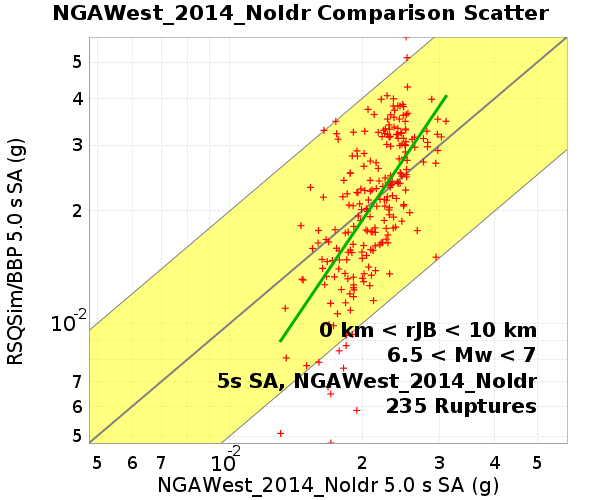 NGAWest_2014_NoIdr Comparison Scatter
RSQSim/BBP 5.0 s SA (g)
5
4
3
2
10⁻²
7
6
5
0 km < rJB < 10 km
6.5 < Mw < 7
5s SA, NGAWest_2014_NoIdr
235 Ruptures
5 6 7 10⁻² 2 3 4 5
NGAWest_2014_NoIdr 5.0 s SA (g)